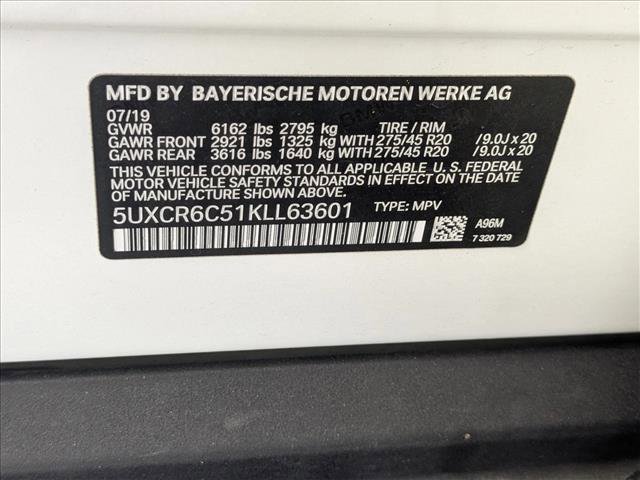 MFD BY BAYERISCHE MOTOREN WERKE AG
07/19
GVWR 6162 lbs 2795 kg TIRE / RIM
GAWR FRONT 2921 lbs 1325 kg WITH 275/45 R20 /9.0J x 20
GAWR REAR 3616 lbs 1640 kg WITH 275/45 R20 /9.0J x 20
THIS VEHICLE CONFORMS TO ALL APPLICABLE U. S. FEDERAL
MOTOR VEHICLE SAFETY STANDARDS IN EFFECT
ON THE DATE OF MANUFACTURE SHOWN ABOVE.
5UXCR6C51KLL63601 TYPE: MPV
A96M
7 320 729